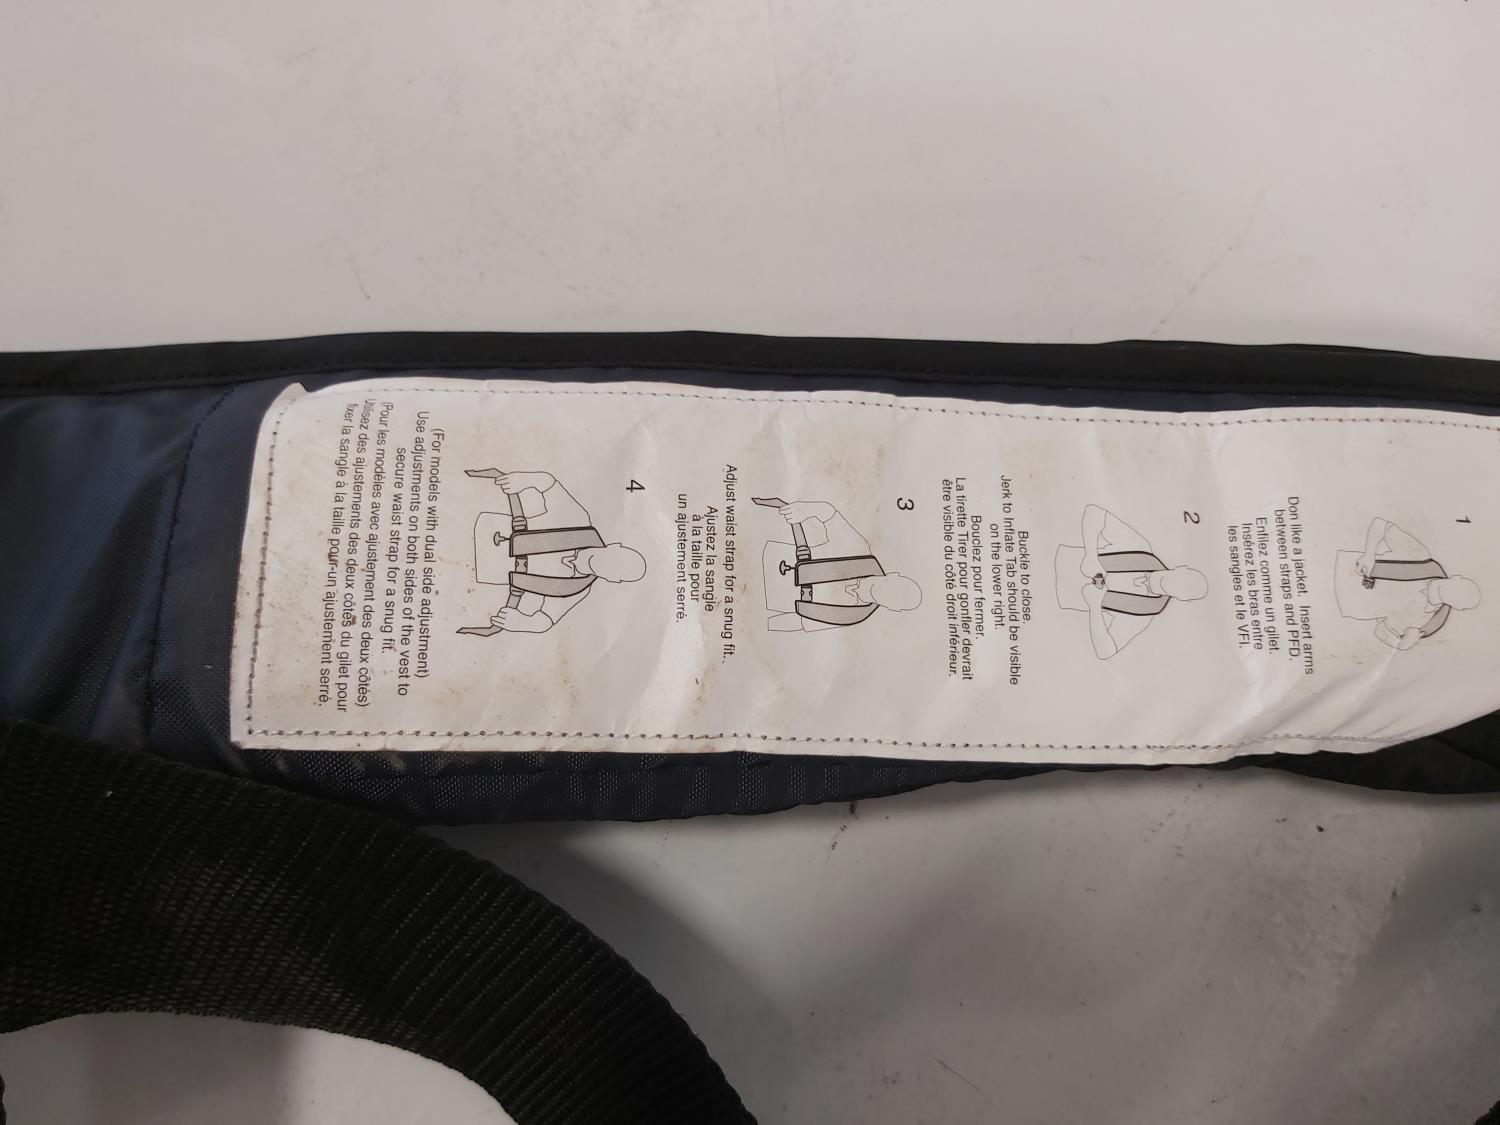 1
Don like a jacket. Insert arms
between straps and PFD.
Enfilez comme un gilet.
Insérez les bras entre
les sangles et le VFI.
2
Buckle to close.
Jerk to Inflate Tab should be visible
on the lower right.
Bouclez pour fermer.
La tirette Tirer pour gonfler devrait
être visible du côté droit inférieur.
3
Adjust waist strap for a snug fit.
Ajustez la sangle
à la taille pour
un ajustement serré.
4
(For models with dual side adjustment)
Use adjustments on both sides of the vest to
secure waist strap for a snug fit.
(Pour les modèles avec ajustement des deux côtés)
Utilisez des ajustements des deux côtés du gilet pour
fixer la sangle à la taille pour un ajustement serré.